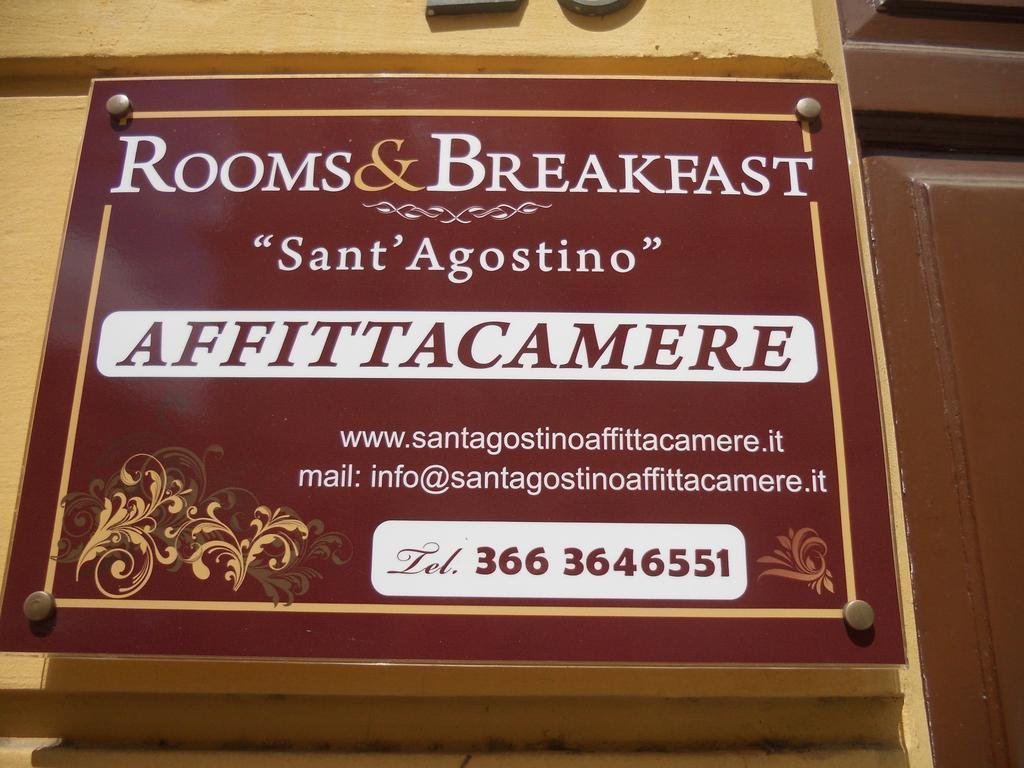 ROOMS & BREAKFAST
“Sant’Agostino”
AFFITTACAMERE
www.santagostinoaffittacamere.it
mail: info@santagostinoaffittacamere.it
Tel. 366 3646551